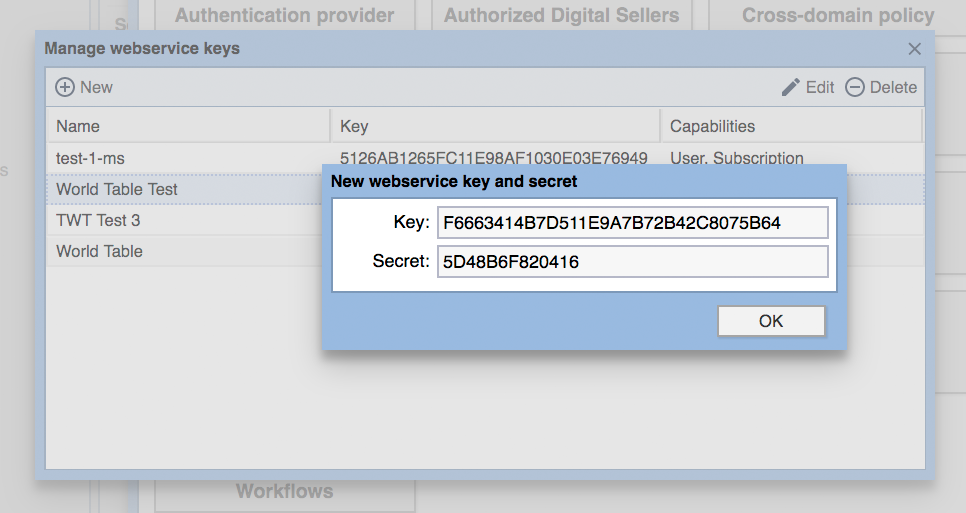 Authentication provider
Authorized Digital Sellers
Cross-domain policy
Manage webservice keys
New
Edit
Delete
Name
Key
Capabilities
test-1-ms
5126AB1265FC11E98AF1030E03E76949
User, Subscription
World Table Test
TWT Test 3
World Table
New webservice key and secret
Key:
F6663414B7D511E9A7B72B42C8075B64
Secret:
5D48B6F820416
OK
Workflows